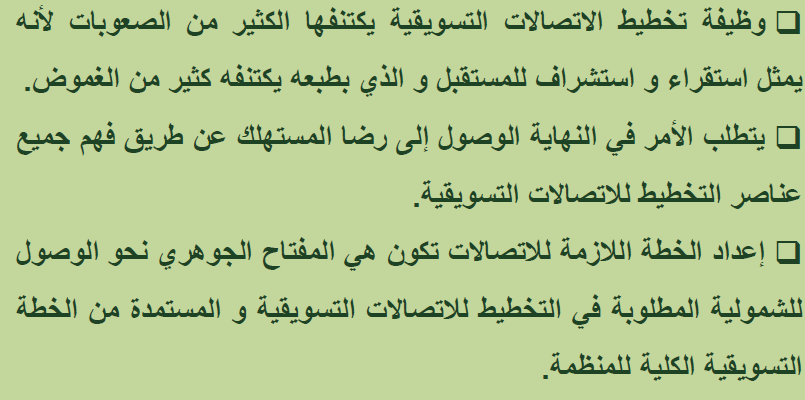 ❑ وظيفة تخطيط الاتصالات التسويقية يكتنفها الكثير من الصعوبات لأنه
يمثل استقراء و استشراف للمستقبل و الذي بطبعه يكتنفه كثير من الغموض.
❑ يتطلب الأمر في النهاية الوصول إلى رضا المستهلك عن طريق فهم جميع
عناصر التخطيط للاتصالات التسويقية.
❑ إعداد الخطة اللازمة للاتصالات تكون هي المفتاح الجوهري نحو الوصول
للشمولية المطلوبة في التخطيط للاتصالات التسويقية و المستمدة من الخطة
التسويقية الكلية للمنظمة.